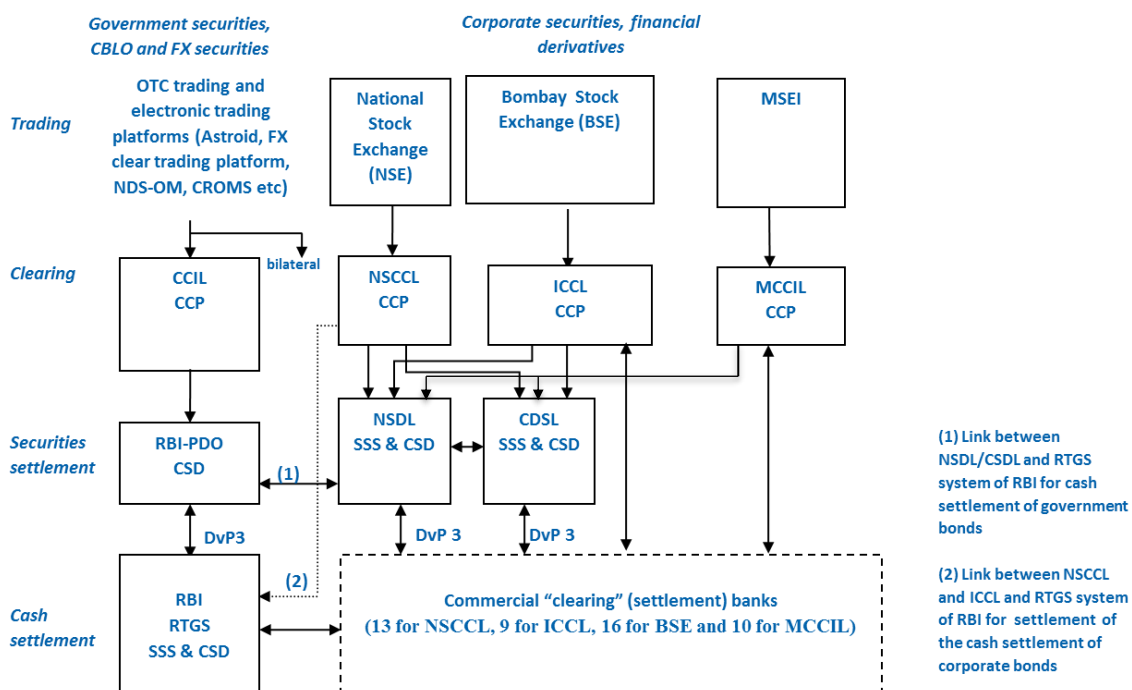 Government securities,
CBLO and FX securities
Corporate securities, financial
derivatives
Trading
OTC trading and
electronic trading
platforms (Astroid, FX
clear trading platform,
NDS-OM, CROMS etc)
National
Stock
Exchange
(NSE)
Bombay Stock
Exchange (BSE)
MSEI
Clearing
bilateral
CCIL
CCP
NSCCL
CCP
ICCL
CCP
MCCIL
CCP
Securities
settlement
RBI-PDO
CSD
(1)
NSDL
SSS & CSD
CDSL
SSS & CSD
DvP3
DvP 3
DvP 3
(2)
Cash
settlement
RBI
RTGS
SSS & CSD
Commercial “clearing” (settlement) banks
(13 for NSCCL, 9 for ICCL, 16 for BSE and 10 for MCCIL)
(1) Link between
NSDL/CSDL and RTGS
system of RBI for cash
settlement of government
bonds
(2) Link between NSCCL
and ICCL and RTGS system
of RBI for settlement of
the cash settlement of
corporate bonds